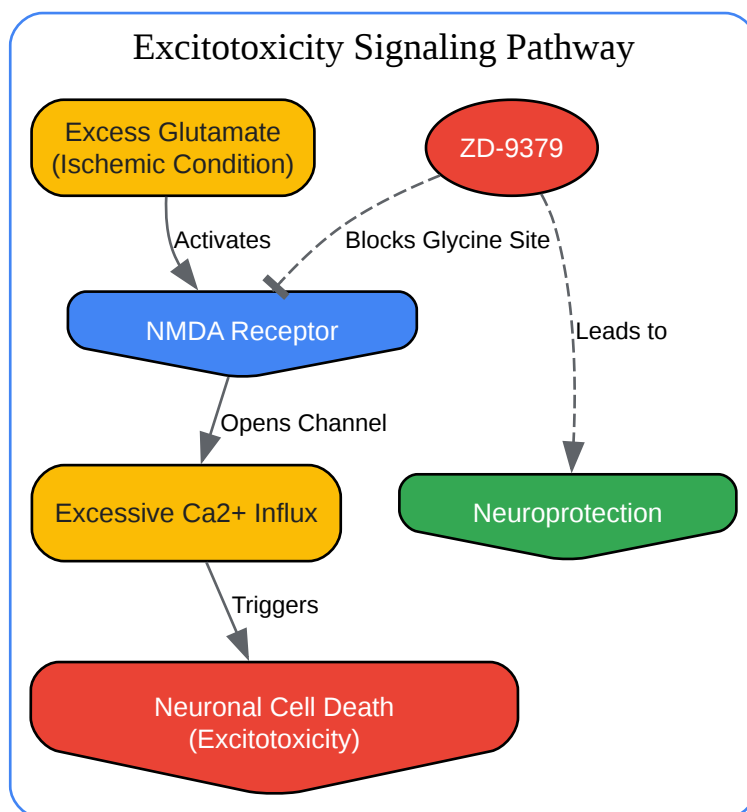 Excitotoxicity Signaling Pathway
Excess Glutamate
(Ischemic Condition)
ZD-9379
Activates
Blocks Glycine Site
NMDA Receptor
Leads to
Opens Channel
Excessive Ca2+ Influx
Neuroprotection
Triggers
Neuronal Cell Death
(Excitotoxicity)